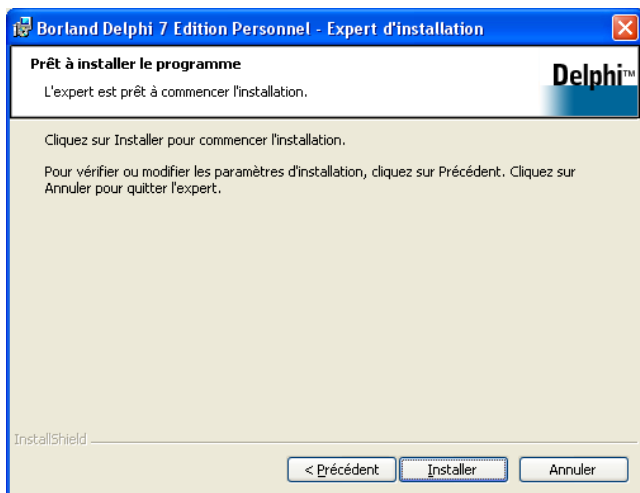 Borland Delphi 7 Edition Personnel - Expert d'installation
Prêt à installer le programme
L'expert est prêt à commencer l'installation.
Delphi™
Cliquez sur Installer pour commencer l'installation.
Pour vérifier ou modifier les paramètres d'installation, cliquez sur Précédent. Cliquez sur
Annuler pour quitter l'expert.
InstallShield
< Précédent
Installer
Annuler